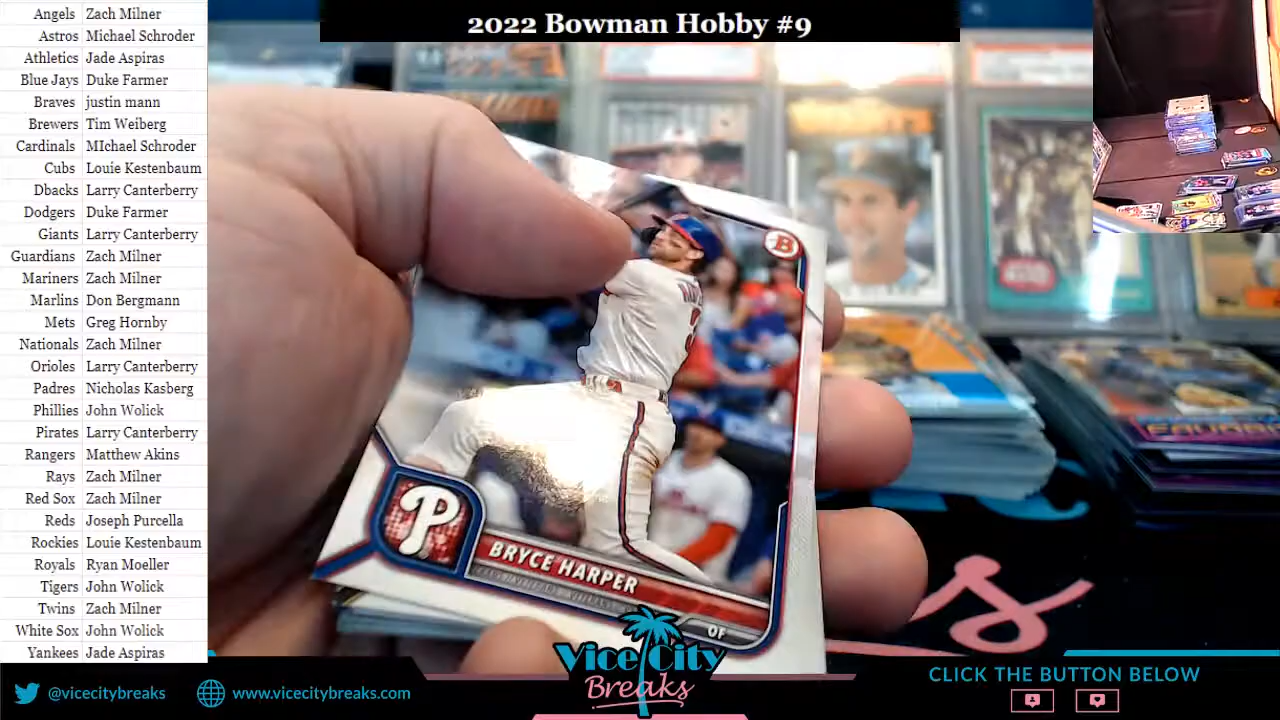 2022 Bowman Hobby #9
Angels Zach Milner
Astros Michael Schroder
Athletics Jade Aspiras
Blue Jays Duke Farmer
Braves justin mann
Brewers Tim Weiberg
Cardinals MIchael Schroder
Cubs Louie Kestenbaum
Dbacks Larry Canterberry
Dodgers Duke Farmer
Giants Larry Canterberry
Guardians Zach Milner
Mariners Zach Milner
Marlins Don Bergmann
Mets Greg Hornby
Nationals Zach Milner
Orioles Larry Canterberry
Padres Nicholas Kasberg
Phillies John Wolick
Pirates Larry Canterberry
Rangers Matthew Akins
Rays Zach Milner
Red Sox Zach Milner
Reds Joseph Purcella
Rockies Louie Kestenbaum
Royals Ryan Moeller
Tigers John Wolick
Twins Zach Milner
White Sox John Wolick
Yankees Jade Aspiras
B
P
BRYCE HARPER
OF
Vice City
Breaks
@vicecitybreaks
www.vicecitybreaks.com
CLICK THE BUTTON BELOW